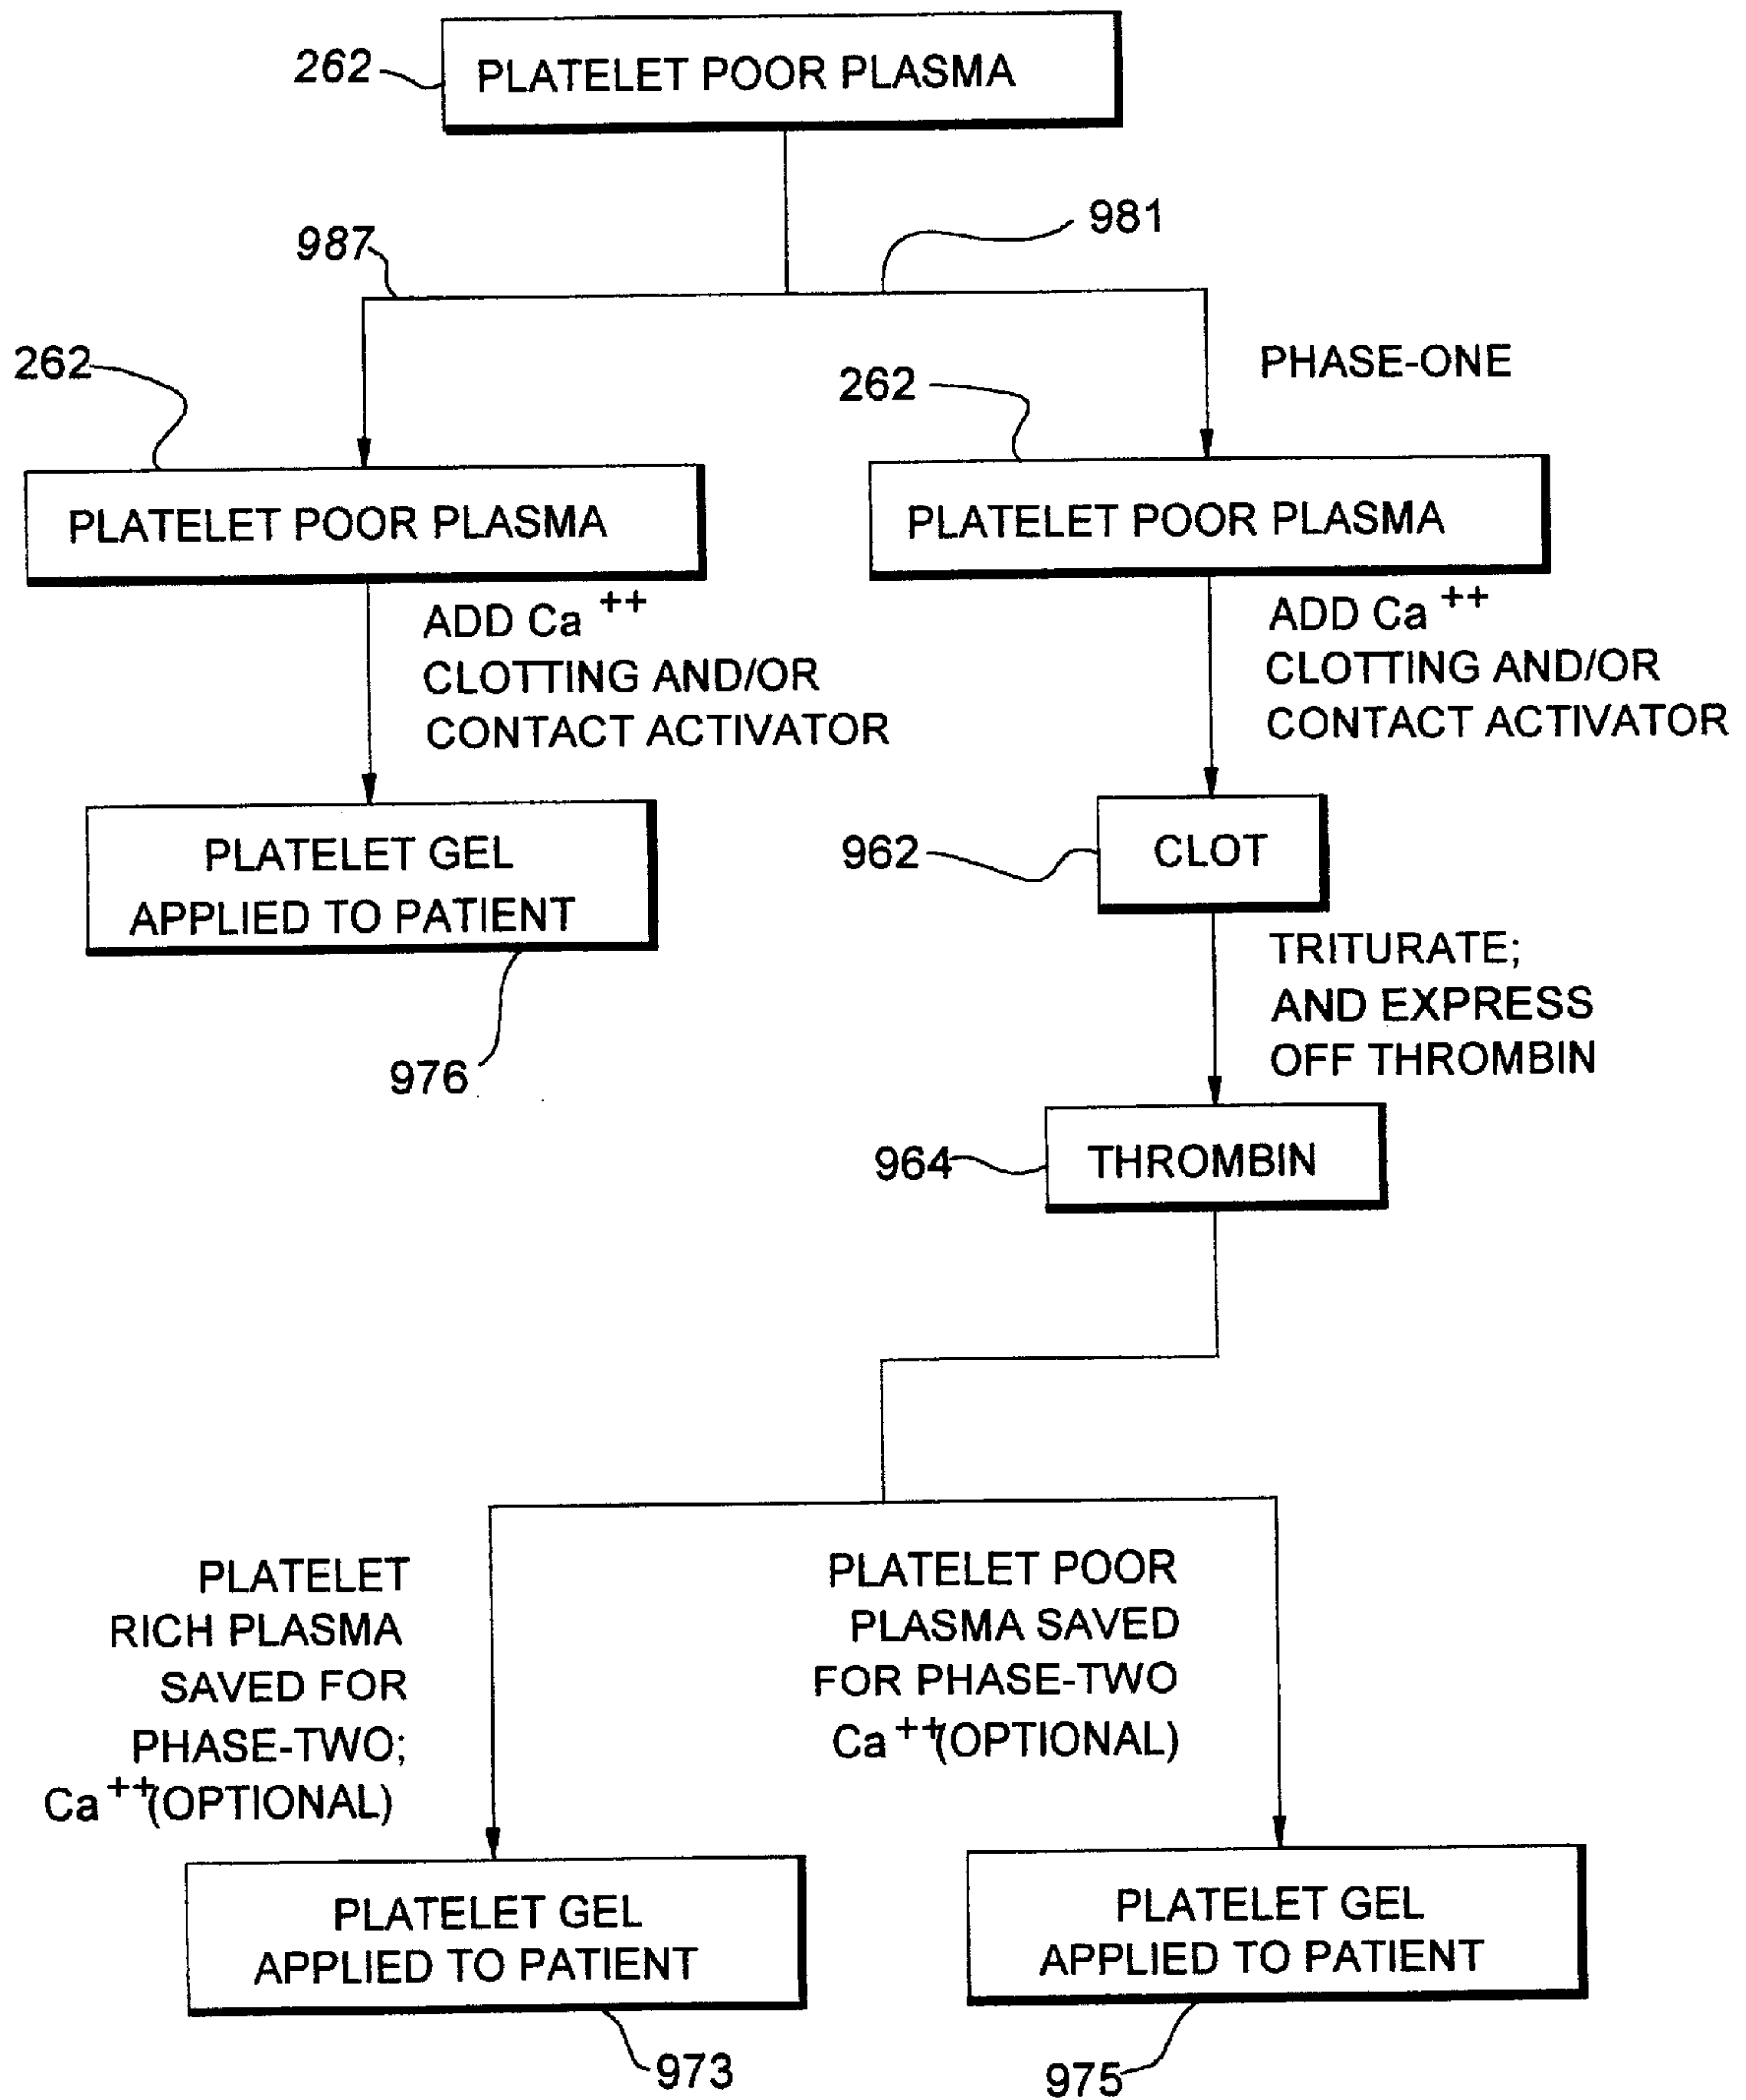 262
PLATELET POOR PLASMA
987
981
PHASE-ONE
262
262
PLATELET POOR PLASMA
PLATELET POOR PLASMA
ADD Ca ++
CLOTTING AND/OR
CONTACT ACTIVATOR
ADD Ca ++
CLOTTING AND/OR
CONTACT ACTIVATOR
PLATELET GEL
APPLIED TO PATIENT
976
962
CLOT
TRITURATE;
AND EXPRESS
OFF THROMBIN
964
THROMBIN
PLATELET
RICH PLASMA
SAVED FOR
PHASE-TWO;
Ca ++(OPTIONAL)
PLATELET POOR
PLASMA SAVED
FOR PHASE-TWO
Ca ++(OPTIONAL)
PLATELET GEL
APPLIED TO PATIENT
973
PLATELET GEL
APPLIED TO PATIENT
975